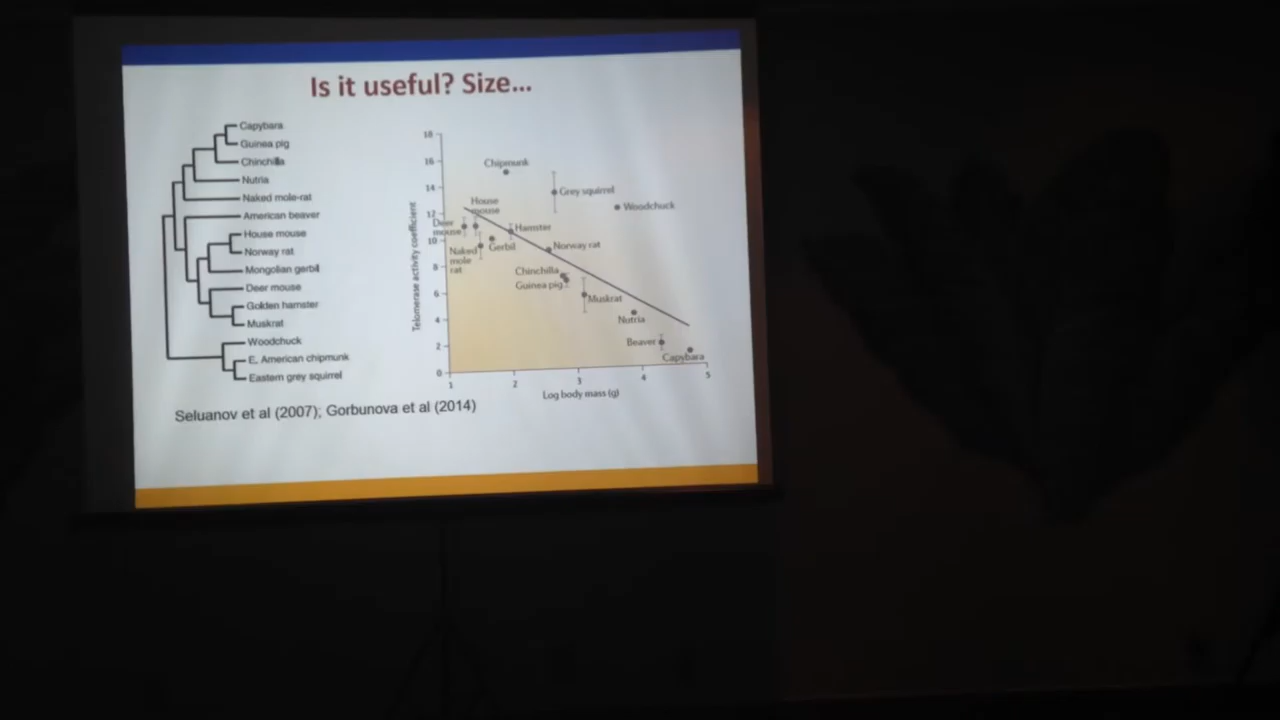 Is it useful? Size...
Capybara
Guinea pig
Chinchilla
Nutria
Naked mole-rat
American beaver
House mouse
Norway rat
Mongolian gerbil
Deer mouse
Golden hamster
Muskrat
Woodchuck
E. American chipmunk
Eastern grey squirrel
Telomerase activity coefficient
18
16
14
12
10
8
6
4
2
0
Chipmunk
Grey squirrel
Woodchuck
House
mouse
Deer
mouse
Hamster
Naked
mole
rat
Gerbil
Norway rat
Chinchilla
Guinea pig
Muskrat
Nutria
Beaver
Capybara
1
2
3
4
5
Log body mass (g)
Seluanov et al (2007); Gorbunova et al (2014)